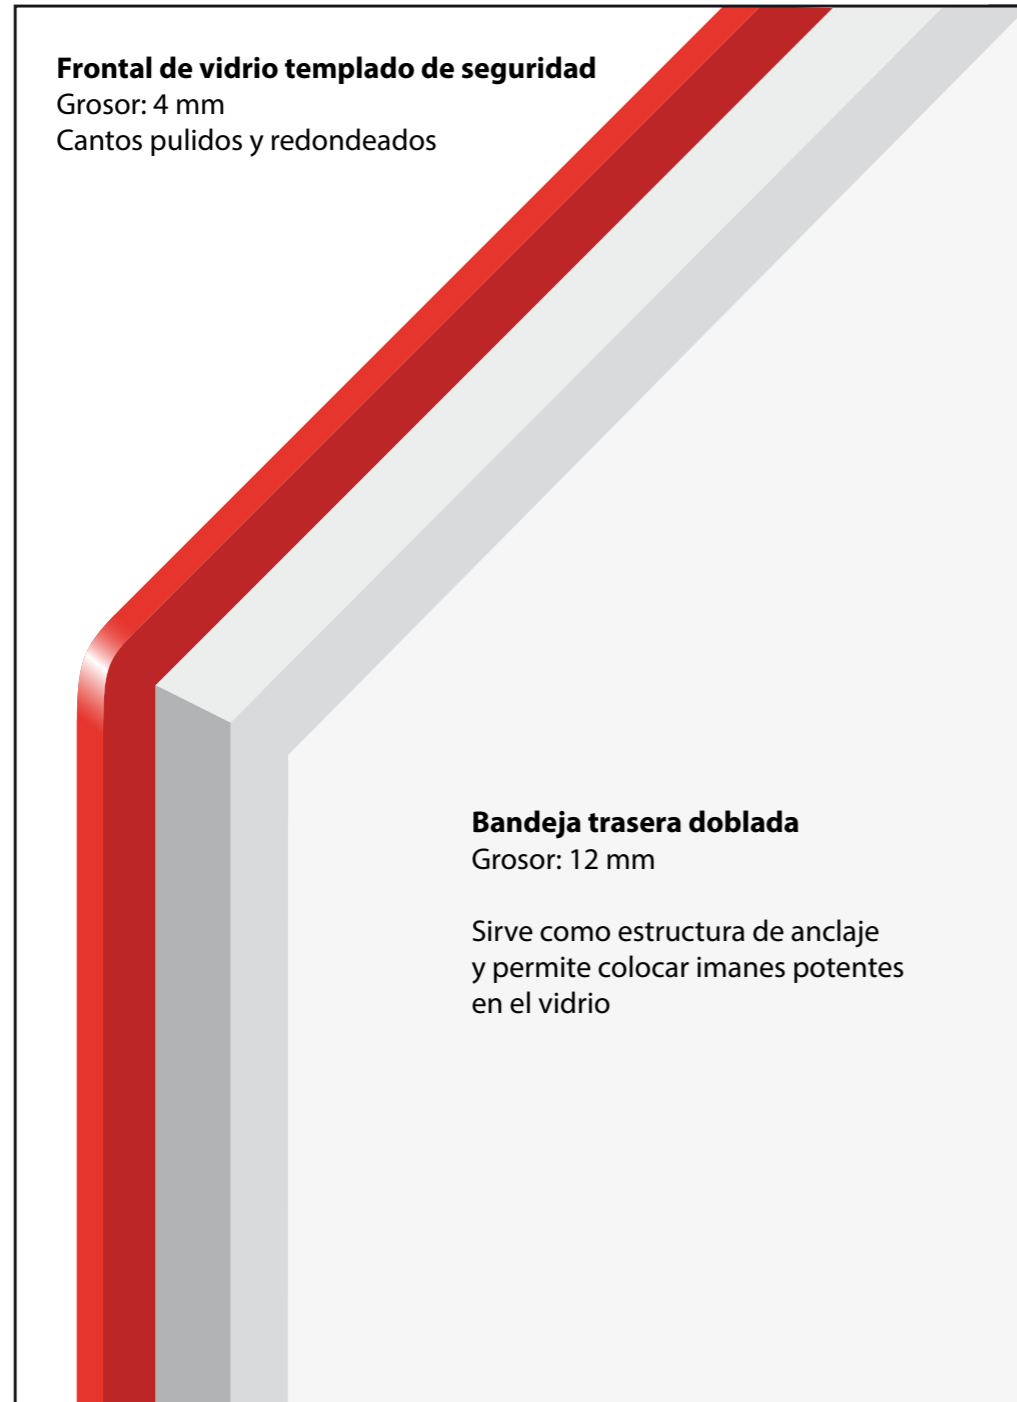 Frontal de vidrio templado de seguridad
Grosor: 4 mm
Cantos pulidos y redondeados
Bandeja trasera doblada
Grosor: 12 mm
Sirve como estructura de anclaje
y permite colocar imanes potentes
en el vidrio